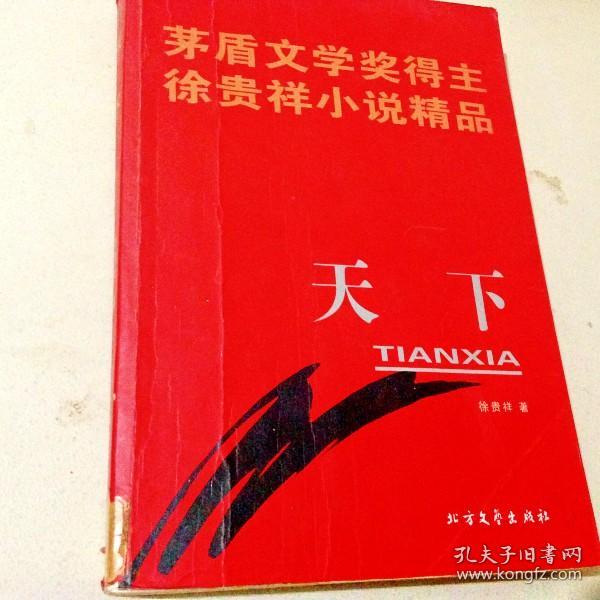 茅盾文学奖得主
徐贵祥小说精品
天下
TIANXIA
徐贵祥 著
北方文艺出版社
孔夫子旧书网
www.kongfz.com